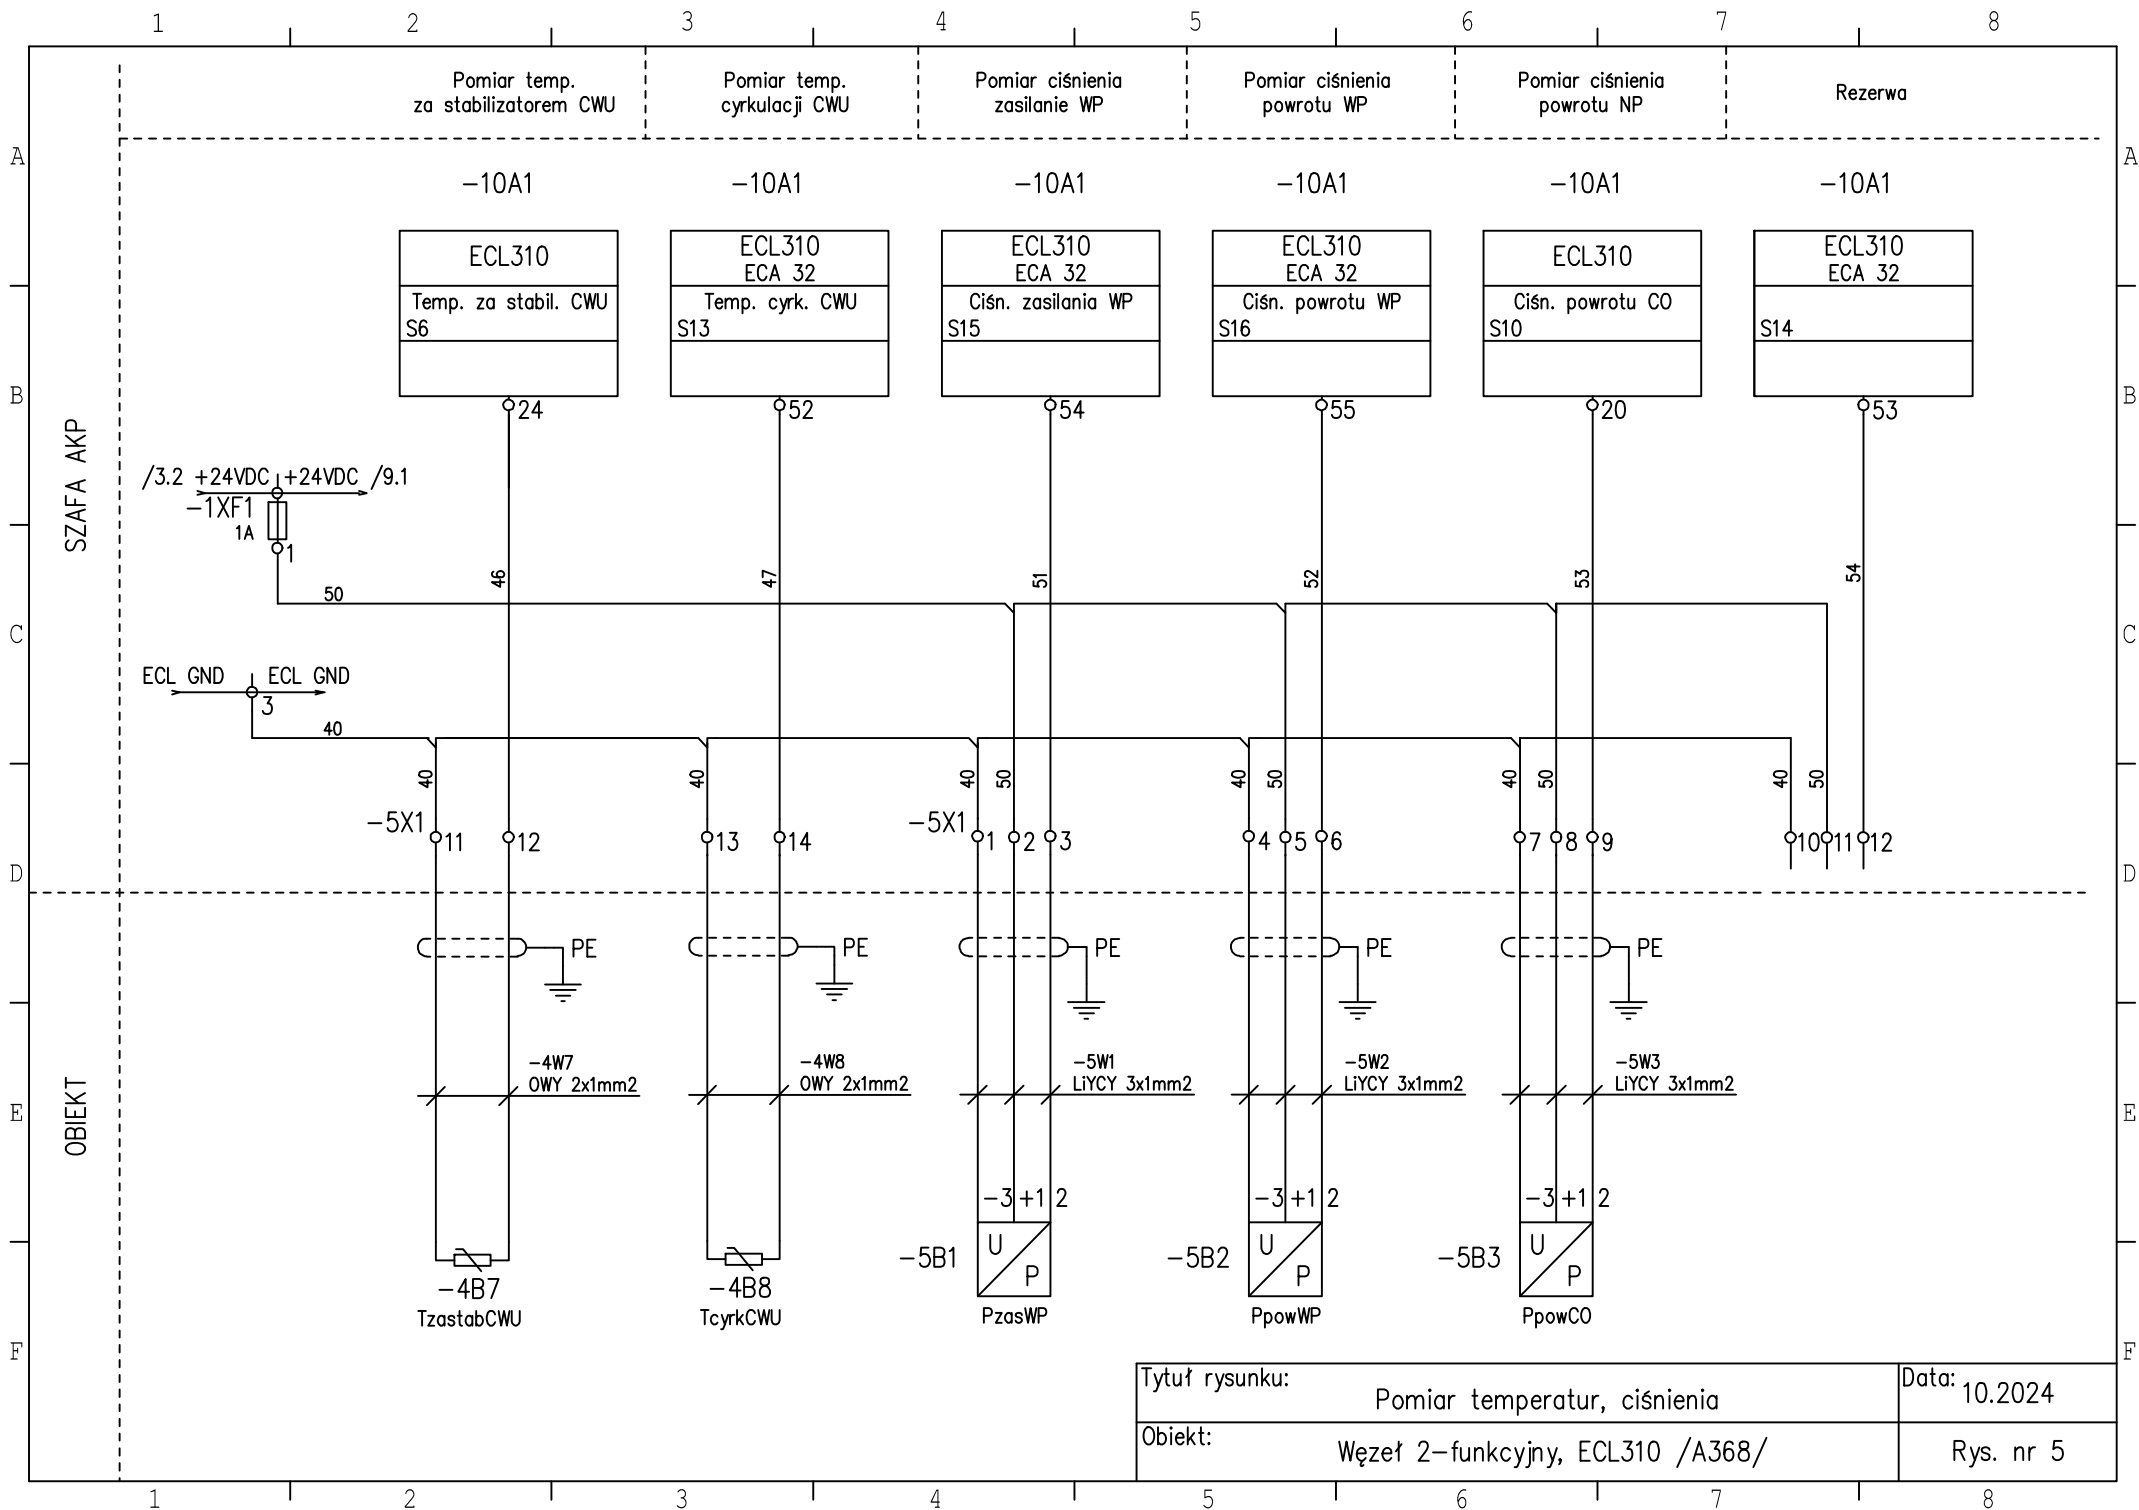 1 2 3 4 5 6 7 8
Pomiar temp.
za stabilizatorem CWU
Pomiar temp.
cyrkulacji CWU
Pomiar ciśnienia
zasilanie WP
Pomiar ciśnienia
powrotu WP
Pomiar ciśnienia
powrotu NP
Rezerwa
A A
-10A1 -10A1 -10A1 -10A1 -10A1 -10A1
ECL310
Temp. za stabil. CWU
S6
24
ECL310
ECA 32
Temp. cyrk. CWU
S13
52
ECL310
ECA 32
Ciśn. zasilania WP
S15
54
ECL310
ECA 32
Ciśn. powrotu WP
S16
55
ECL310
Ciśn. powrotu CO
S10
20
ECL310
ECA 32
S14
53
B B
SZAFA AKP
/3.2 +24VDC +24VDC /9.1
-1XF1
1A
1
46 47 51 52 53 54
50
C C
ECL GND ECL GND
3
40
40 40 40 50 40 50 40 50 40 50
-5X1 11 12 13 14 -5X1 1 2 3 4 5 6 7 8 9 10 11 12
D D
PE PE PE PE PE
-4W7
OWY 2x1mm2
-4W8
OWY 2x1mm2
-5W1
LiYCY 3x1mm2
-5W2
LiYCY 3x1mm2
-5W3
LiYCY 3x1mm2
E E
OBIEKT
-3 +1 2 -3 +1 2 -3 +1 2
-4B7
TzastabCWU
-4B8
TcyrkCWU
-5B1
U
P
PzasWP
-5B2
U
P
PpowWP
-5B3
U
P
PpowCO
F F
Tytuł rysunku:
Pomiar temperatur, ciśnienia
Data:
10.2024
Obiekt:
Węzeł 2-funkcyjny, ECL310 /A368/
Rys. nr 5
1 2 3 4 5 6 7 8